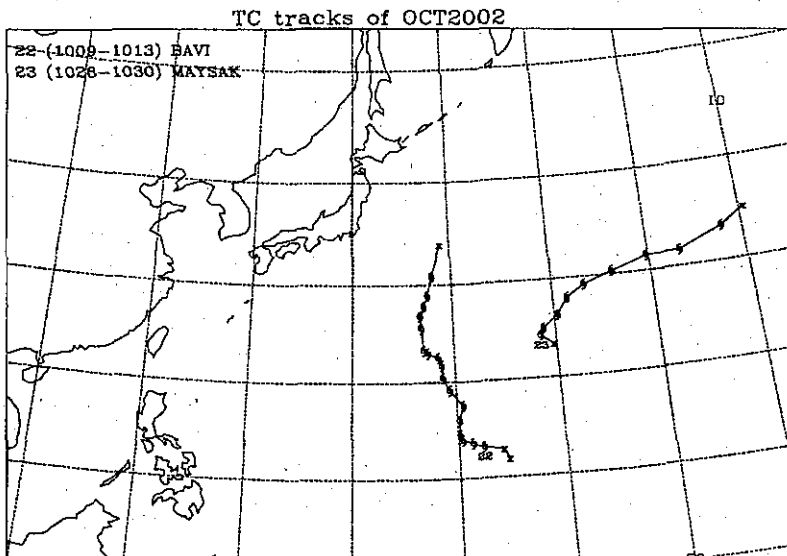 TC tracks of OCT2002
22 (1009-1013) BAVI
23 (1028-1030) MAYSAK
10
23
22